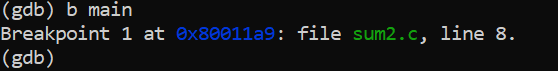 (gdb) b main
Breakpoint 1 at 0x80011a9: file sum2.c, line 8.
(gdb)